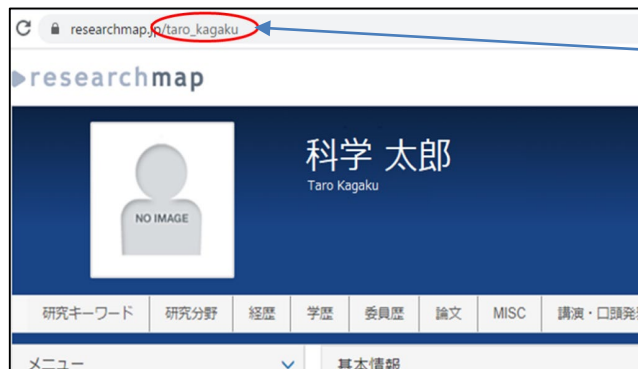 researchmap.jp/taro_kagaku
researchmap
科学 太郎
Taro Kagaku
NO IMAGE
研究キーワード 研究分野 経歴 学歴 委員歴 論文 MISC 講演・口頭発表
メニュー 基本情報